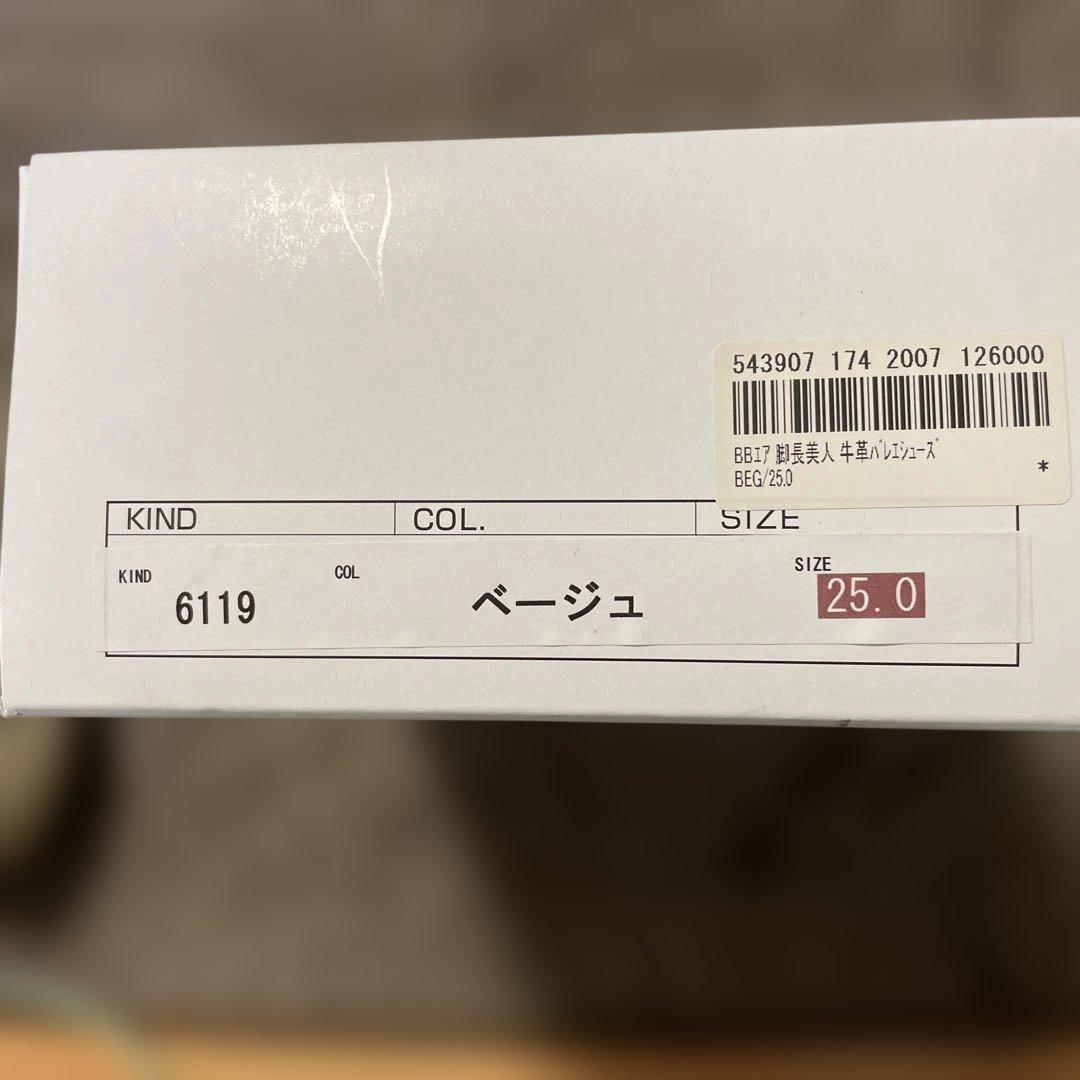 543907 174 2007 126000
BBｴｱ 脚長美人 牛革ﾊﾞﾚｴｼｭｰｽﾞ
BEG/25.0 *
KIND COL. SIZE
KIND COL SIZE
6119 ベージュ 25.0